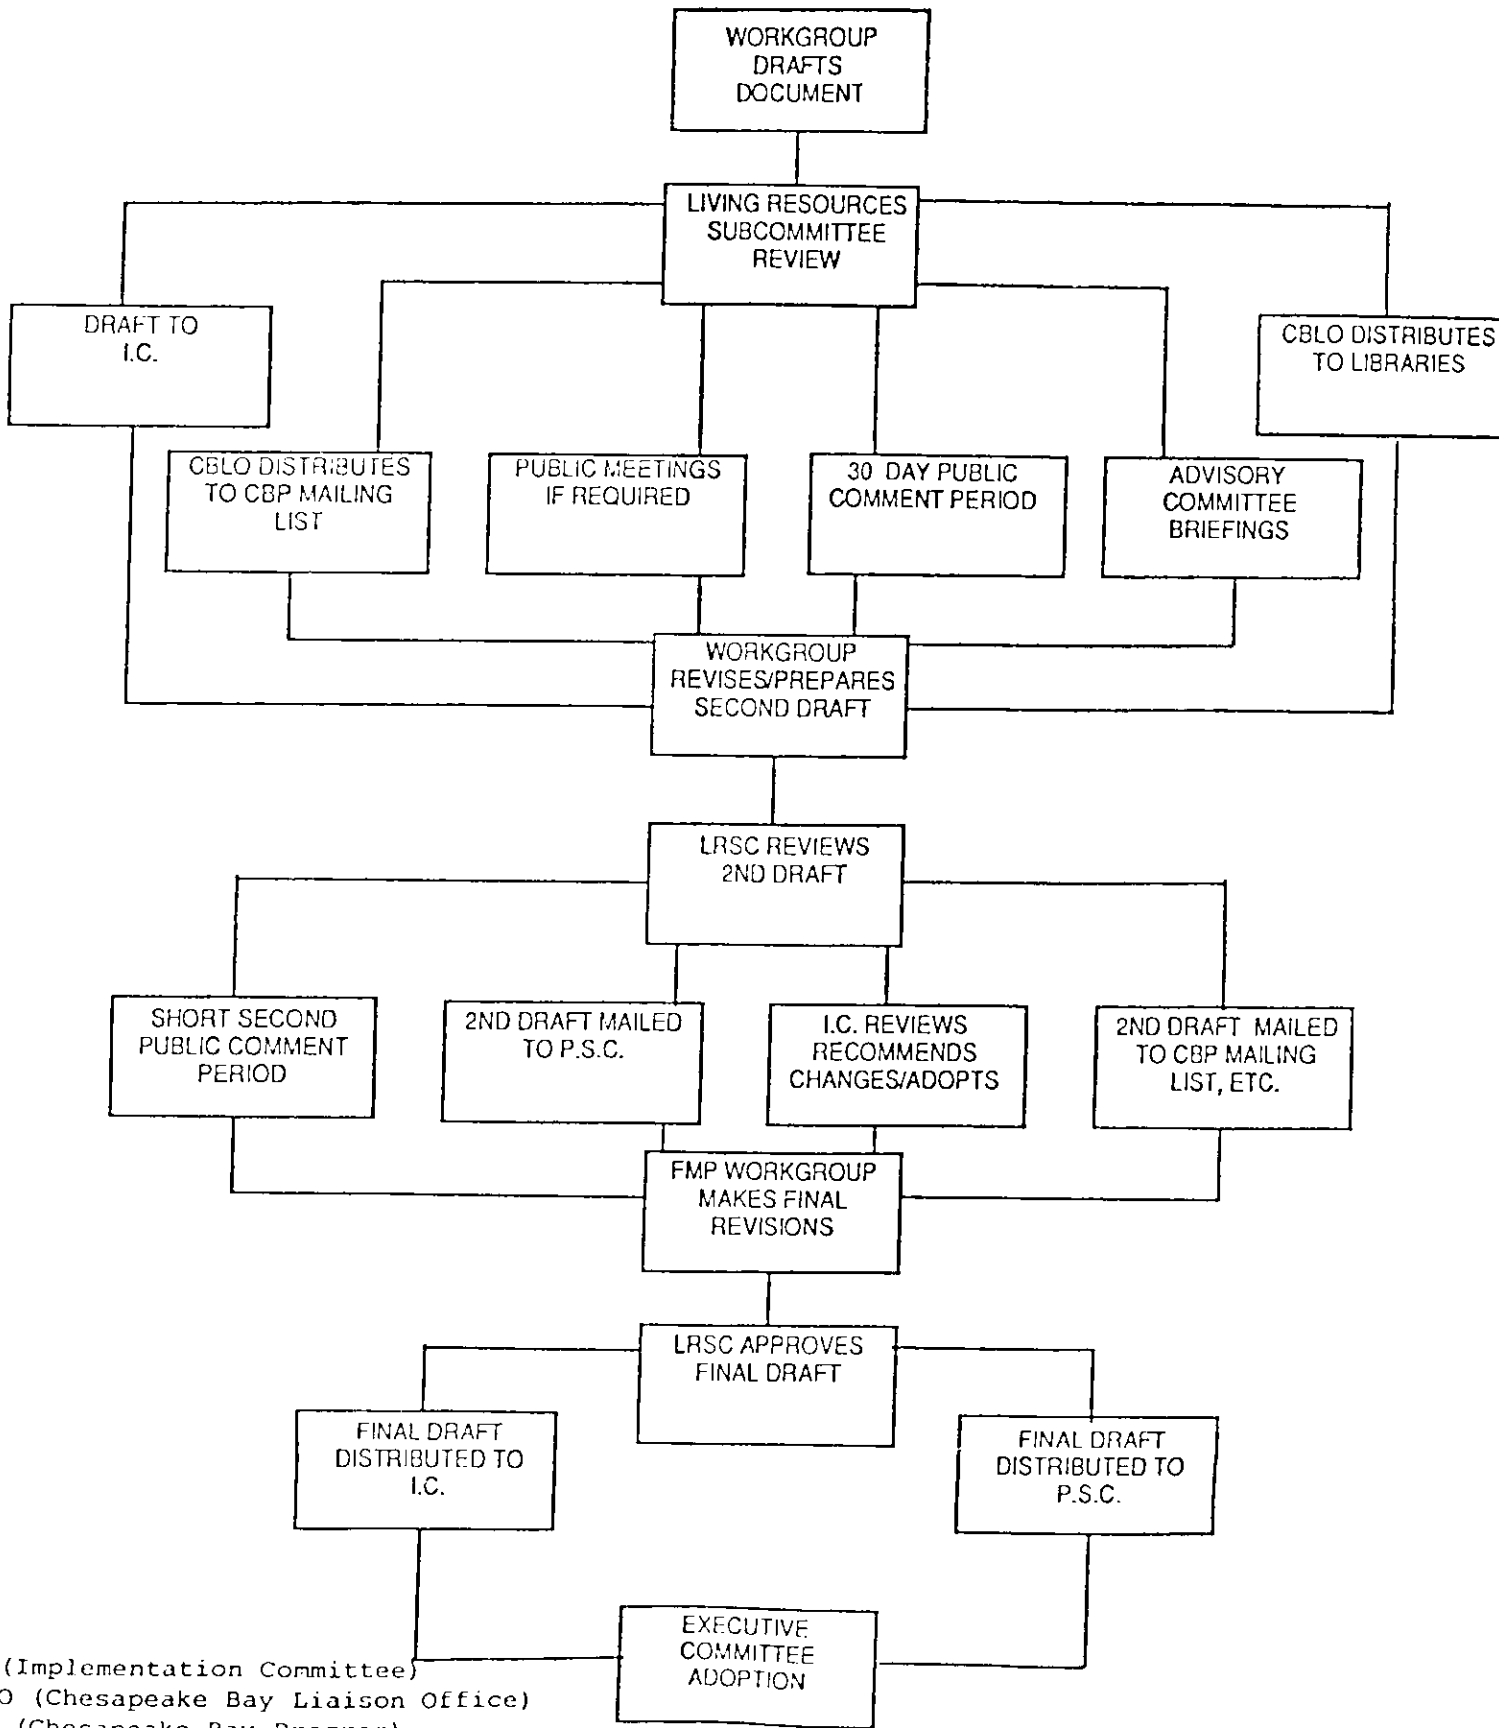 WORKGROUP
DRAFTS
DOCUMENT
LIVING RESOURCES
SUBCOMMITTEE
REVIEW
DRAFT TO
I.C.
CBLO DISTRIBUTES
TO LIBRARIES
CBLO DISTRIBUTES
TO CBP MAILING
LIST
PUBLIC MEETINGS
IF REQUIRED
30 DAY PUBLIC
COMMENT PERIOD
ADVISORY
COMMITTEE
BRIEFINGS
WORKGROUP
REVISES/PREPARES
SECOND DRAFT
LRSC REVIEWS
2ND DRAFT
SHORT SECOND
PUBLIC COMMENT
PERIOD
2ND DRAFT MAILED
TO P.S.C.
I.C. REVIEWS
RECOMMENDS
CHANGES/ADOPTS
2ND DRAFT MAILED
TO CBP MAILING
LIST, ETC.
FMP WORKGROUP
MAKES FINAL
REVISIONS
LRSC APPROVES
FINAL DRAFT
FINAL DRAFT
DISTRIBUTED TO
I.C.
FINAL DRAFT
DISTRIBUTED TO
P.S.C.
EXECUTIVE
COMMITTEE
ADOPTION
(Implementation Committee)
O (Chesapeake Bay Liaison Office)
(Chesapeake Bay